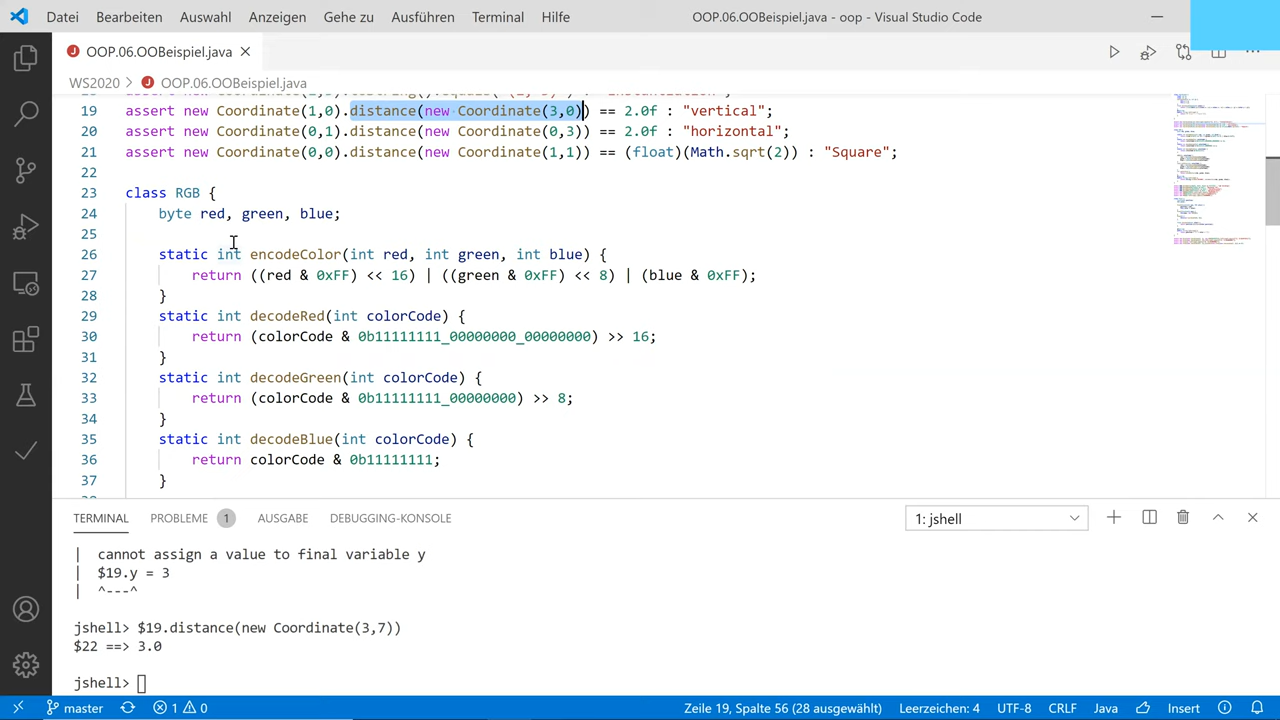 Datei Bearbeiten Auswahl Anzeigen Gehe zu Ausführen Terminal Hilfe OOP.06.OOBeispiel.java - oop - Visual Studio Code
OOP.06.OOBeispiel.java
WS2020 OOP.06.OOBeispiel.java
19 assert new Coordinate(1,0).distance(new Coordinate(3,0)) == 2.0f : "vertical";
20 assert new Coordinate(0,1).distance(new Coordinate(0,3)) == 2.0f : "horizontal";
21 assert new Coordinate(0,0).distance(new Coordinate(1,1)) == (float)(Math.sqrt(2)) : "Square";
22
23 class RGB {
24 byte red, green, blue;
25
26 static int encodeColor(int red, int green, int blue) {
27 return ((red & 0xFF) << 16) | ((green & 0xFF) << 8) | (blue & 0xFF);
28 }
29 static int decodeRed(int colorCode) {
30 return (colorCode & 0b11111111_00000000_00000000) >> 16;
31 }
32 static int decodeGreen(int colorCode) {
33 return (colorCode & 0b11111111_00000000) >> 8;
34 }
35 static int decodeBlue(int colorCode) {
36 return colorCode & 0b11111111;
37 }
TERMINAL PROBLEME 1 AUSGABE DEBUGGING-KONSOLE 1: jshell
| cannot assign a value to final variable y
| $19.y = 3
| ^---^
jshell> $19.distance(new Coordinate(3,7))
$22 ==> 3.0
jshell>
master 1 0 Zeile 19, Spalte 56 (28 ausgewählt) Leerzeichen: 4 UTF-8 CRLF Java Insert